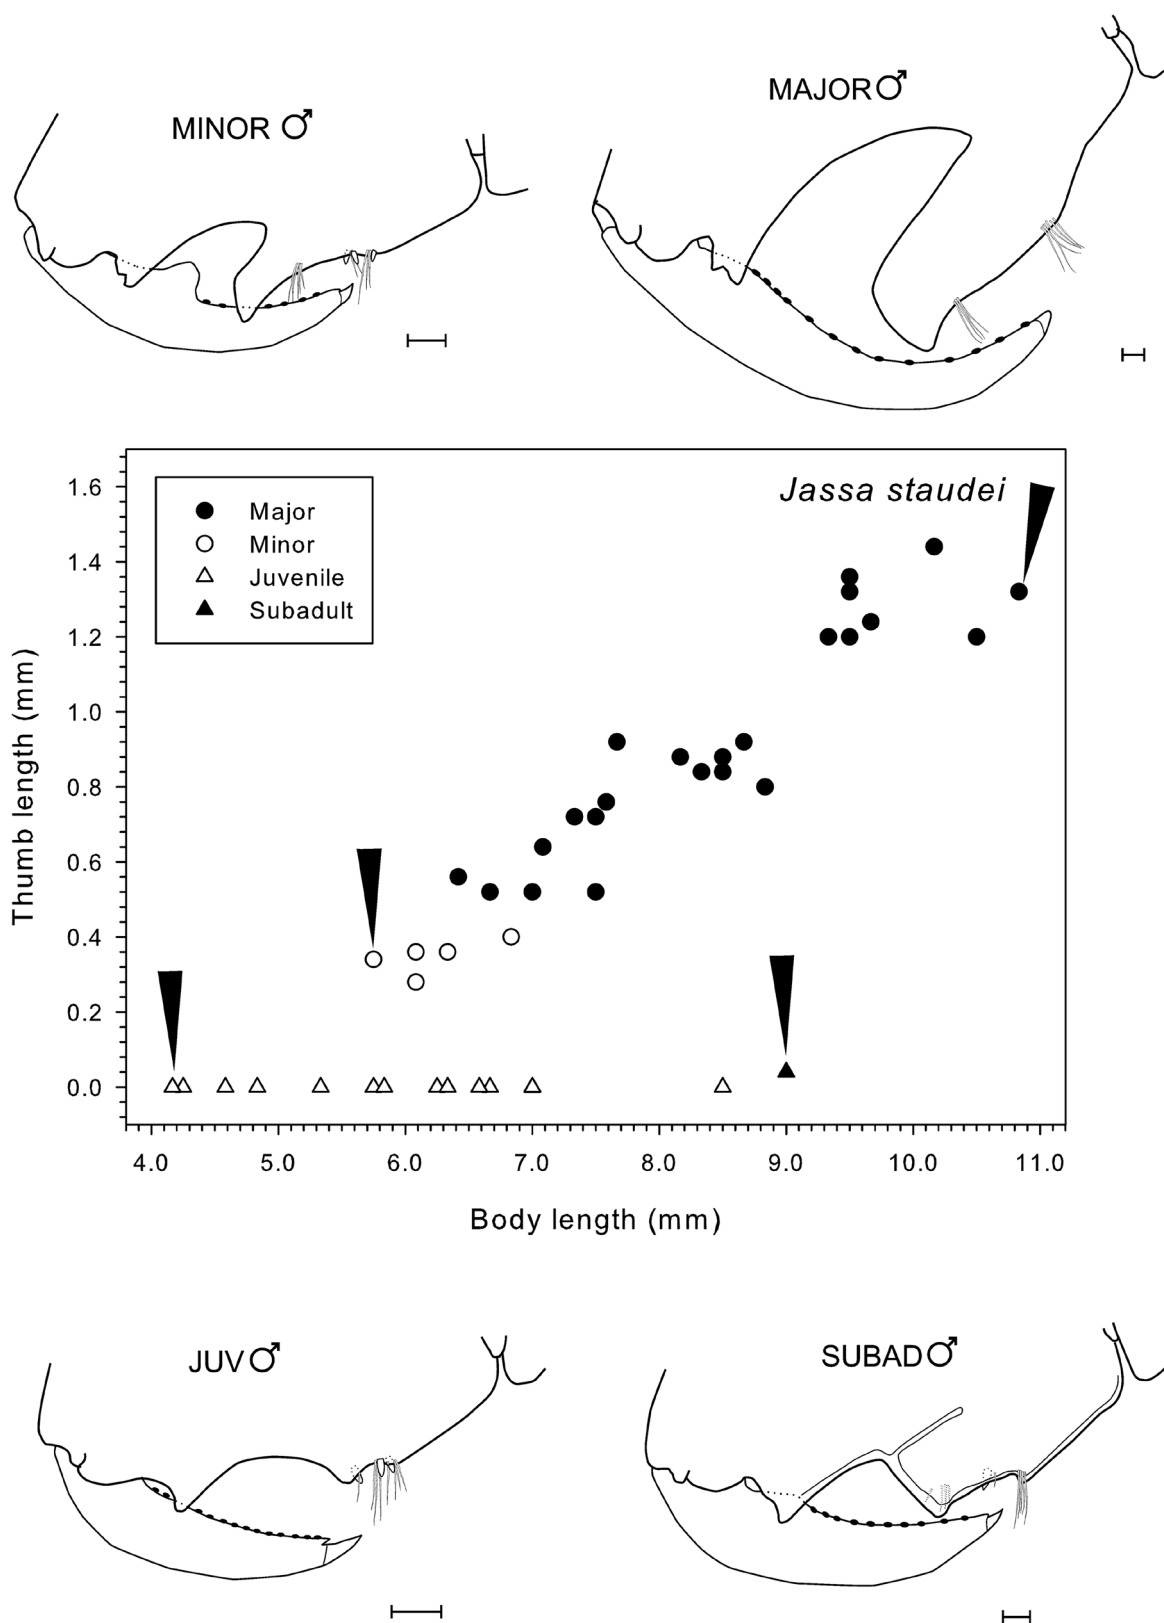 MAJOR ♂
MINOR ♂
Jassa staudei
Major
Minor
Juvenile
Subadult
1.6
1.4
1.2
1.0
0.8
0.6
0.4
0.2
0.0
Thumb length (mm)
4.0 5.0 6.0 7.0 8.0 9.0 10.0 11.0
Body length (mm)
JUV ♂
SUBAD ♂